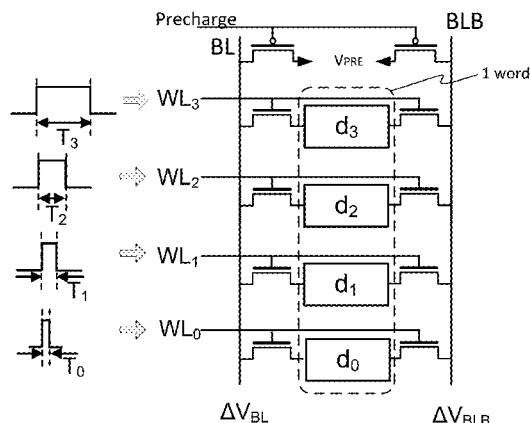 Precharge
BL
BLB
VPRE
1 word
T3
WL3
d3
T2
WL2
d2
T1
WL1
d1
T0
WL0
d0
ΔVBL
ΔVBLB